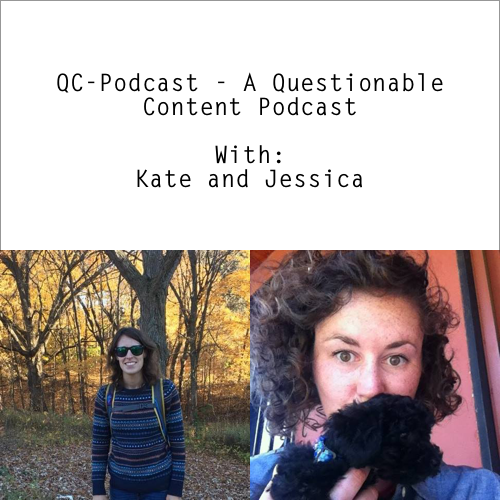 QC-Podcast - A Questionable
Content Podcast
With:
Kate and Jessica